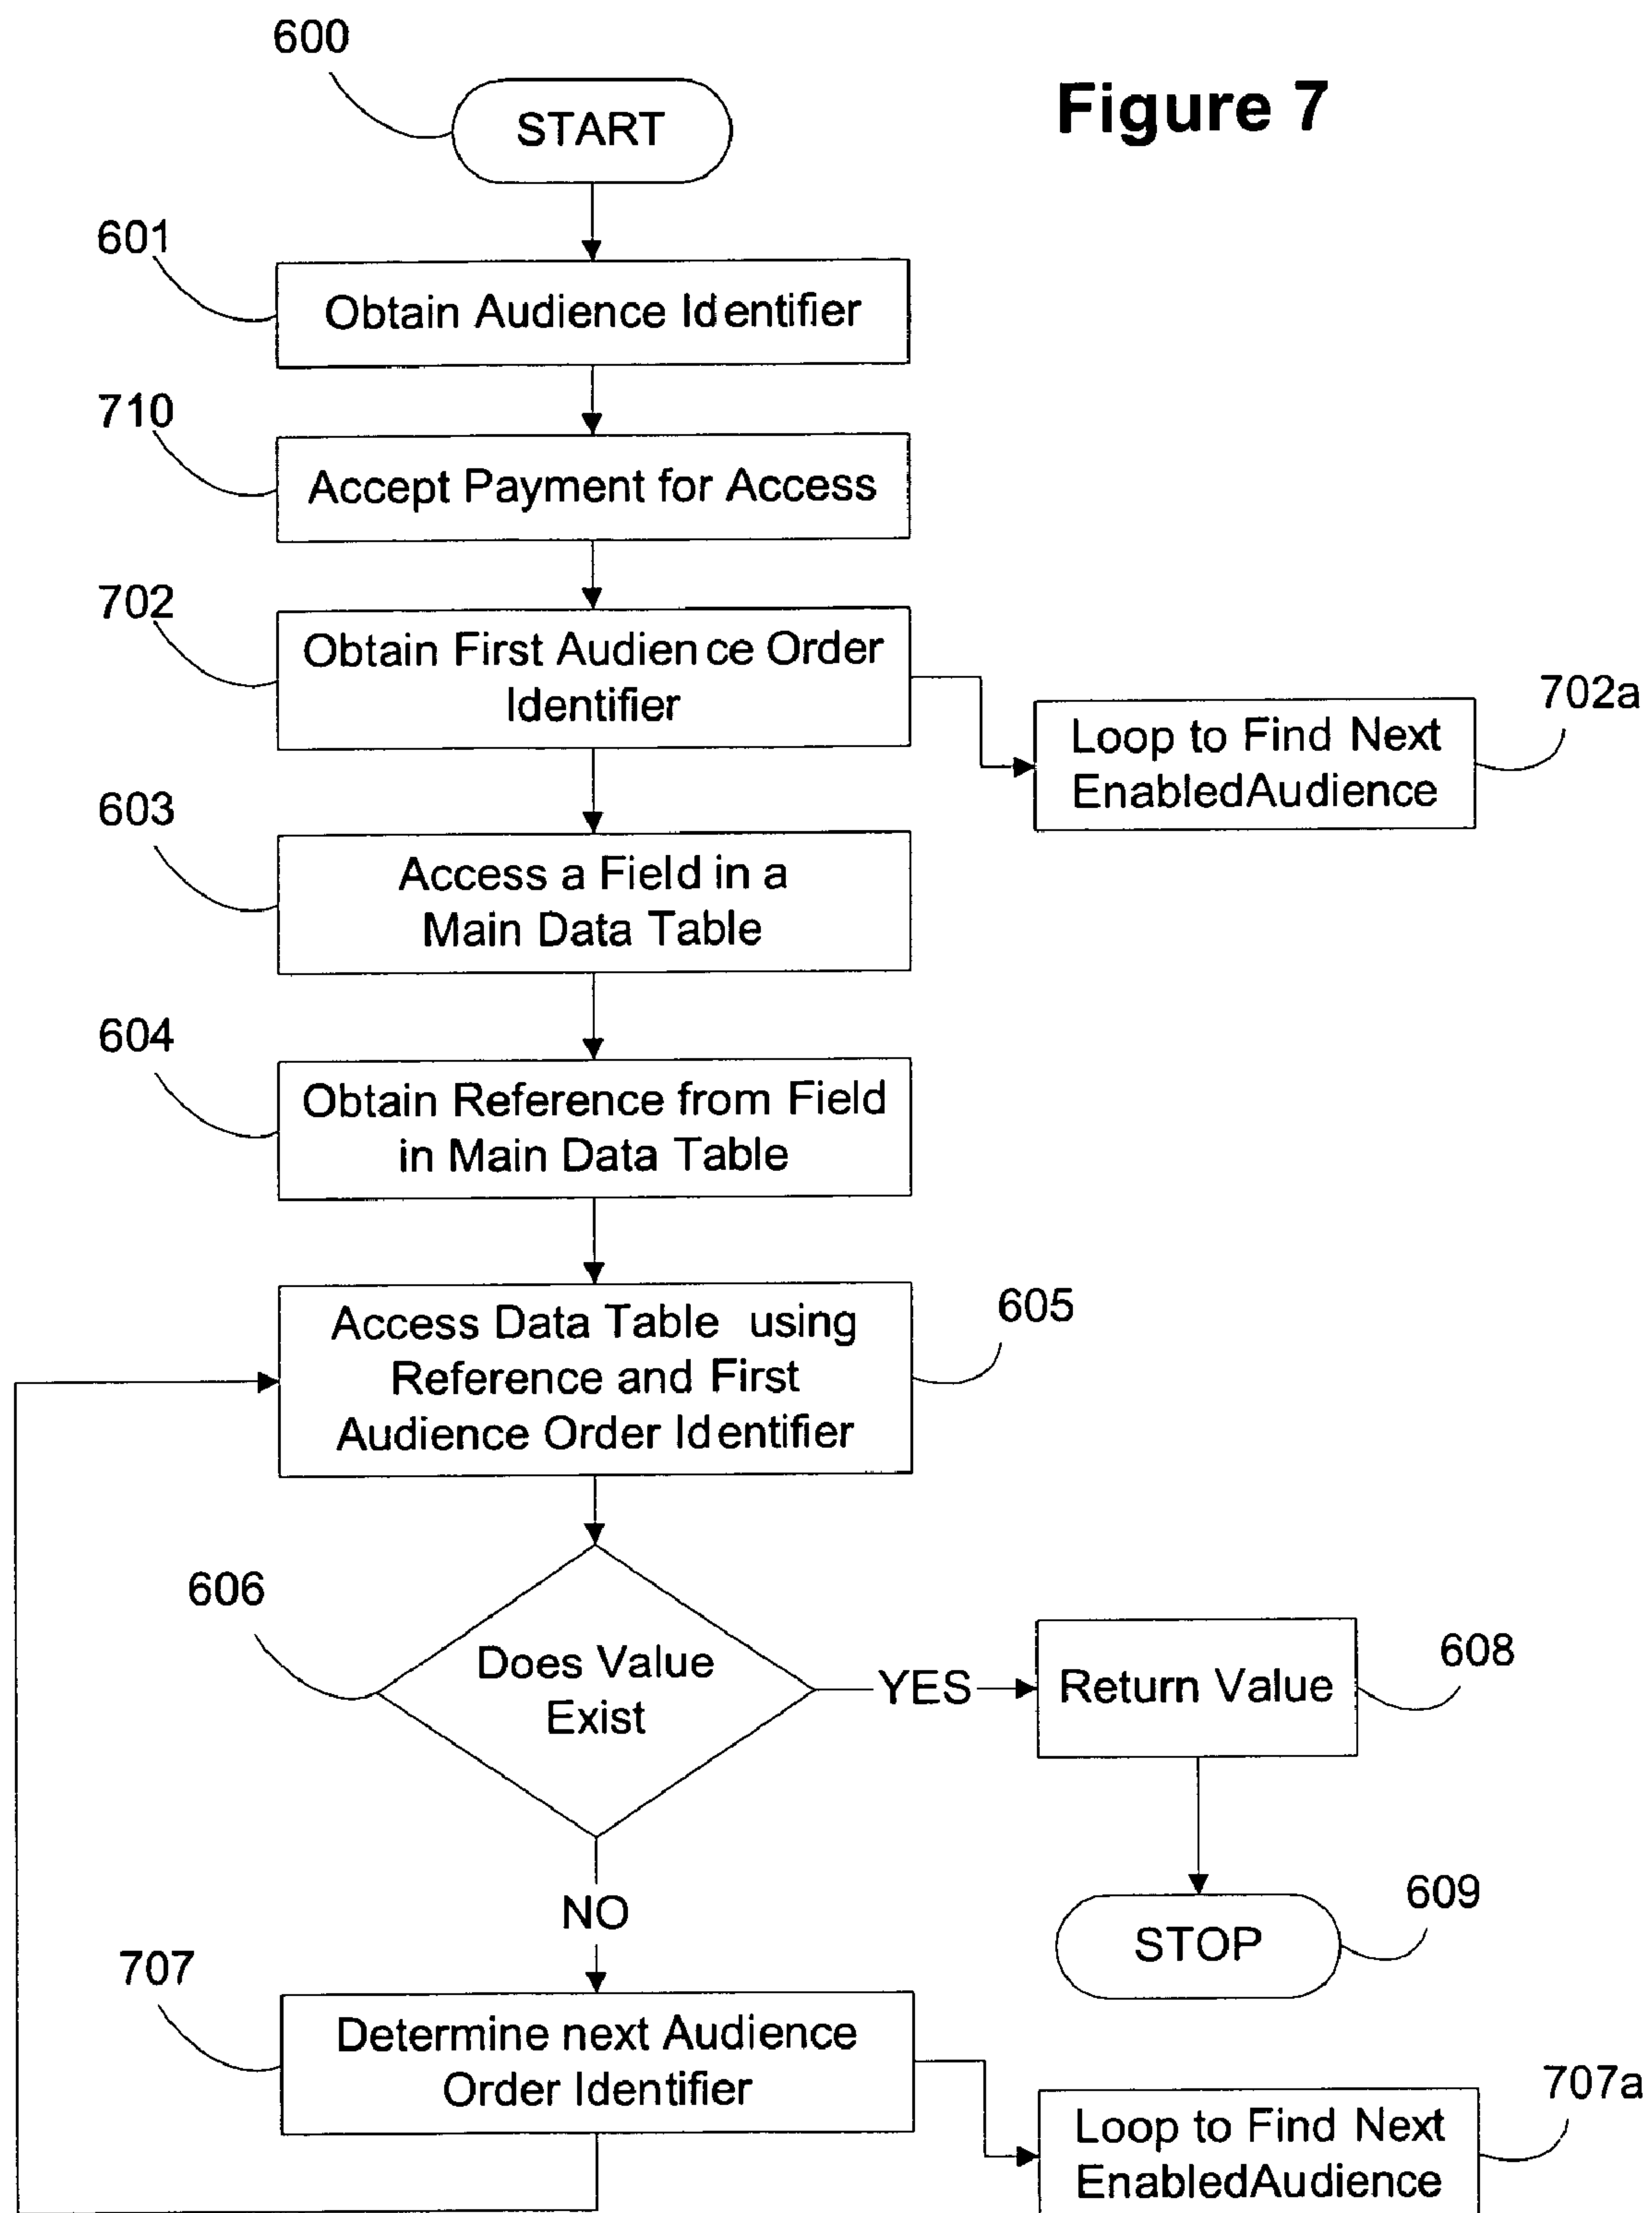 600
START
Figure 7
601
Obtain Audience Identifier
710
Accept Payment for Access
702
Obtain First Audience Order
Identifier
702a
Loop to Find Next
EnabledAudience
603
Access a Field in a
Main Data Table
604
Obtain Reference from Field
in Main Data Table
605
Access Data Table using
Reference and First
Audience Order Identifier
606
Does Value
Exist
YES
Return Value
608
NO
609
STOP
707
Determine next Audience
Order Identifier
707a
Loop to Find Next
EnabledAudience